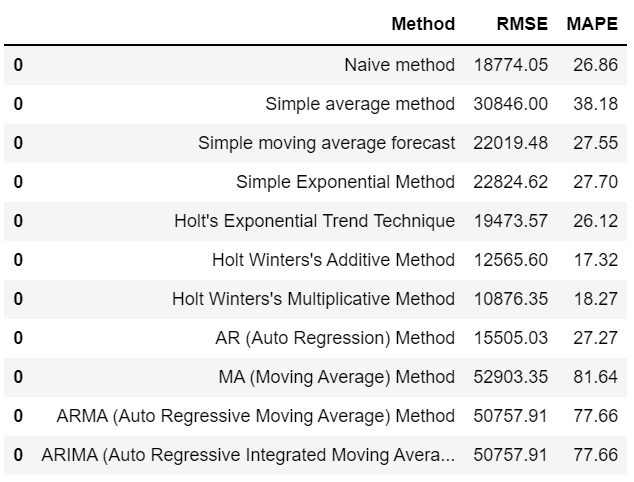 Method RMSE MAPE
0 Naive method 18774.05 26.86
0 Simple average method 30846.00 38.18
0 Simple moving average forecast 22019.48 27.55
0 Simple Exponential Method 22824.62 27.70
0 Holt's Exponential Trend Technique 19473.57 26.12
0 Holt Winters's Additive Method 12565.60 17.32
0 Holt Winters's Multiplicative Method 10876.35 18.27
0 AR (Auto Regression) Method 15505.03 27.27
0 MA (Moving Average) Method 52903.35 81.64
0 ARMA (Auto Regressive Moving Average) Method 50757.91 77.66
0 ARIMA (Auto Regressive Integrated Moving Avera... 50757.91 77.66